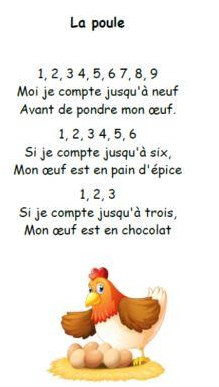 La poule
1, 2, 3 4, 5, 6 7, 8, 9
Moi je compte jusqu'à neuf
Avant de pondre mon œuf.
1, 2, 3 4, 5, 6
Si je compte jusqu'à six,
Mon œuf est en pain d'épice
1, 2, 3
Si je compte jusqu'à trois,
Mon œuf est en chocolat